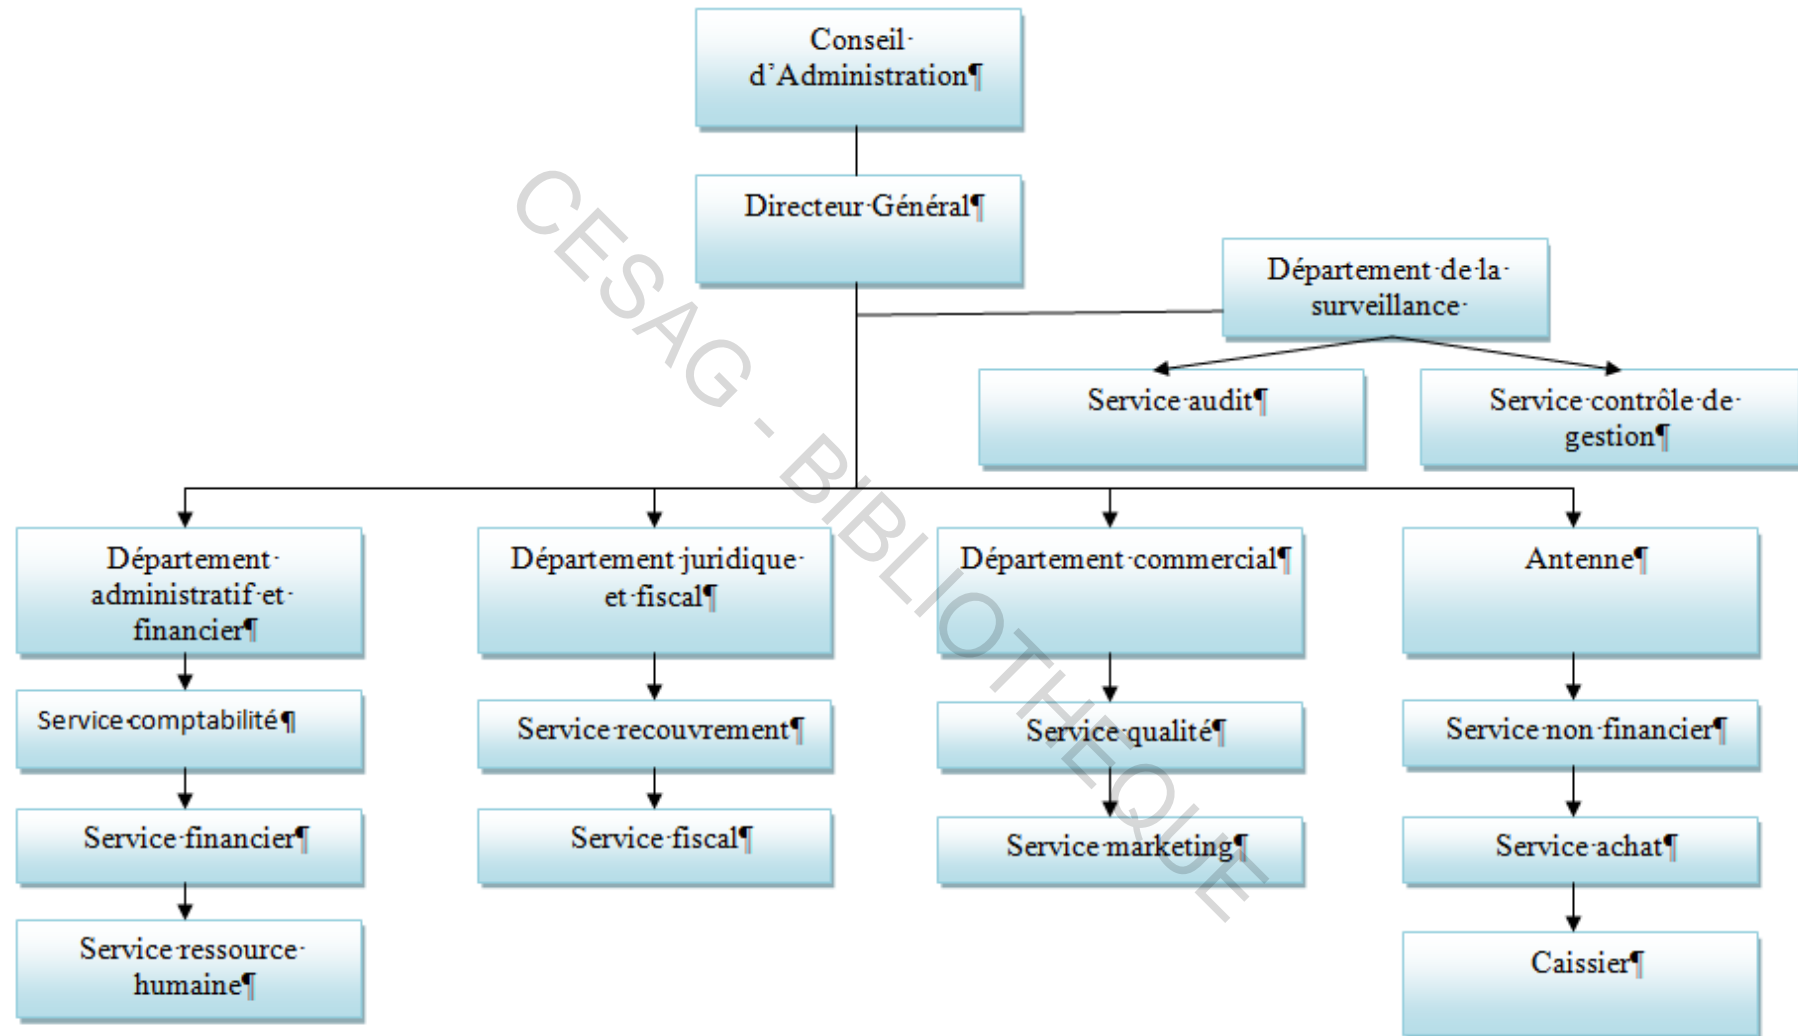 Conseil·
d’Administration¶
Directeur·Général¶
Département·de·la·
surveillance·
Service·audit¶
Service·contrôle·de·
gestion¶
Département·
administratif·et·
financier¶
Département·juridique·
et·fiscal¶
Département·commercial¶
Antenne¶
Service·comptabilité¶
Service·recouvrement¶
Service·qualité¶
Service·non·financier¶
Service·financier¶
Service·fiscal¶
Service·marketing¶
Service·achat¶
Service·ressource·
humaine¶
Caissier¶
CESAG - BIBLIOTHEQUE